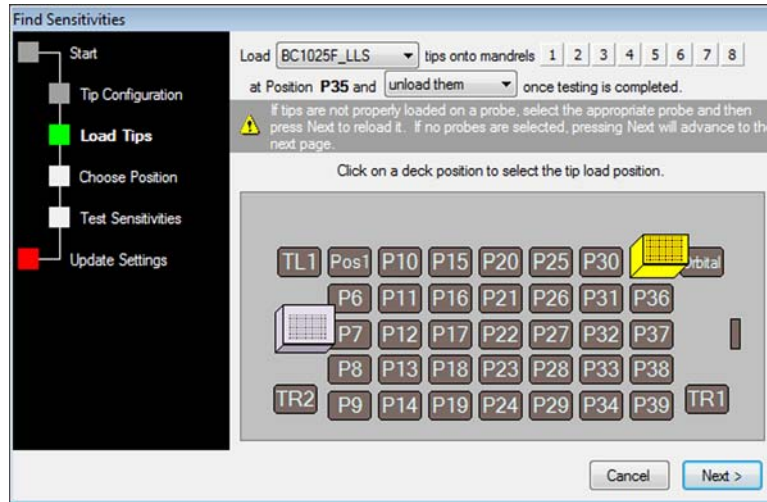 Find Sensitivities
Start
Tip Configuration
Load Tips
Choose Position
Test Sensitivities
Update Settings
Load BC1025F_LLS tips onto mandrels 1 2 3 4 5 6 7 8
at Position P35 and unload them once testing is completed.
If tips are not properly loaded on a probe, select the appropriate probe and then
press Next to reload it. If no probes are selected, pressing Next will advance to the
next page.
Click on a deck position to select the tip load position.
TL1 Pos1 P10 P15 P20 P25 P30 Orbital
P6 P11 P16 P21 P26 P31 P36
P7 P12 P17 P22 P27 P32 P37
P8 P13 P18 P23 P28 P33 P38
TR2 P9 P14 P19 P24 P29 P34 P39 TR1
Cancel Next >